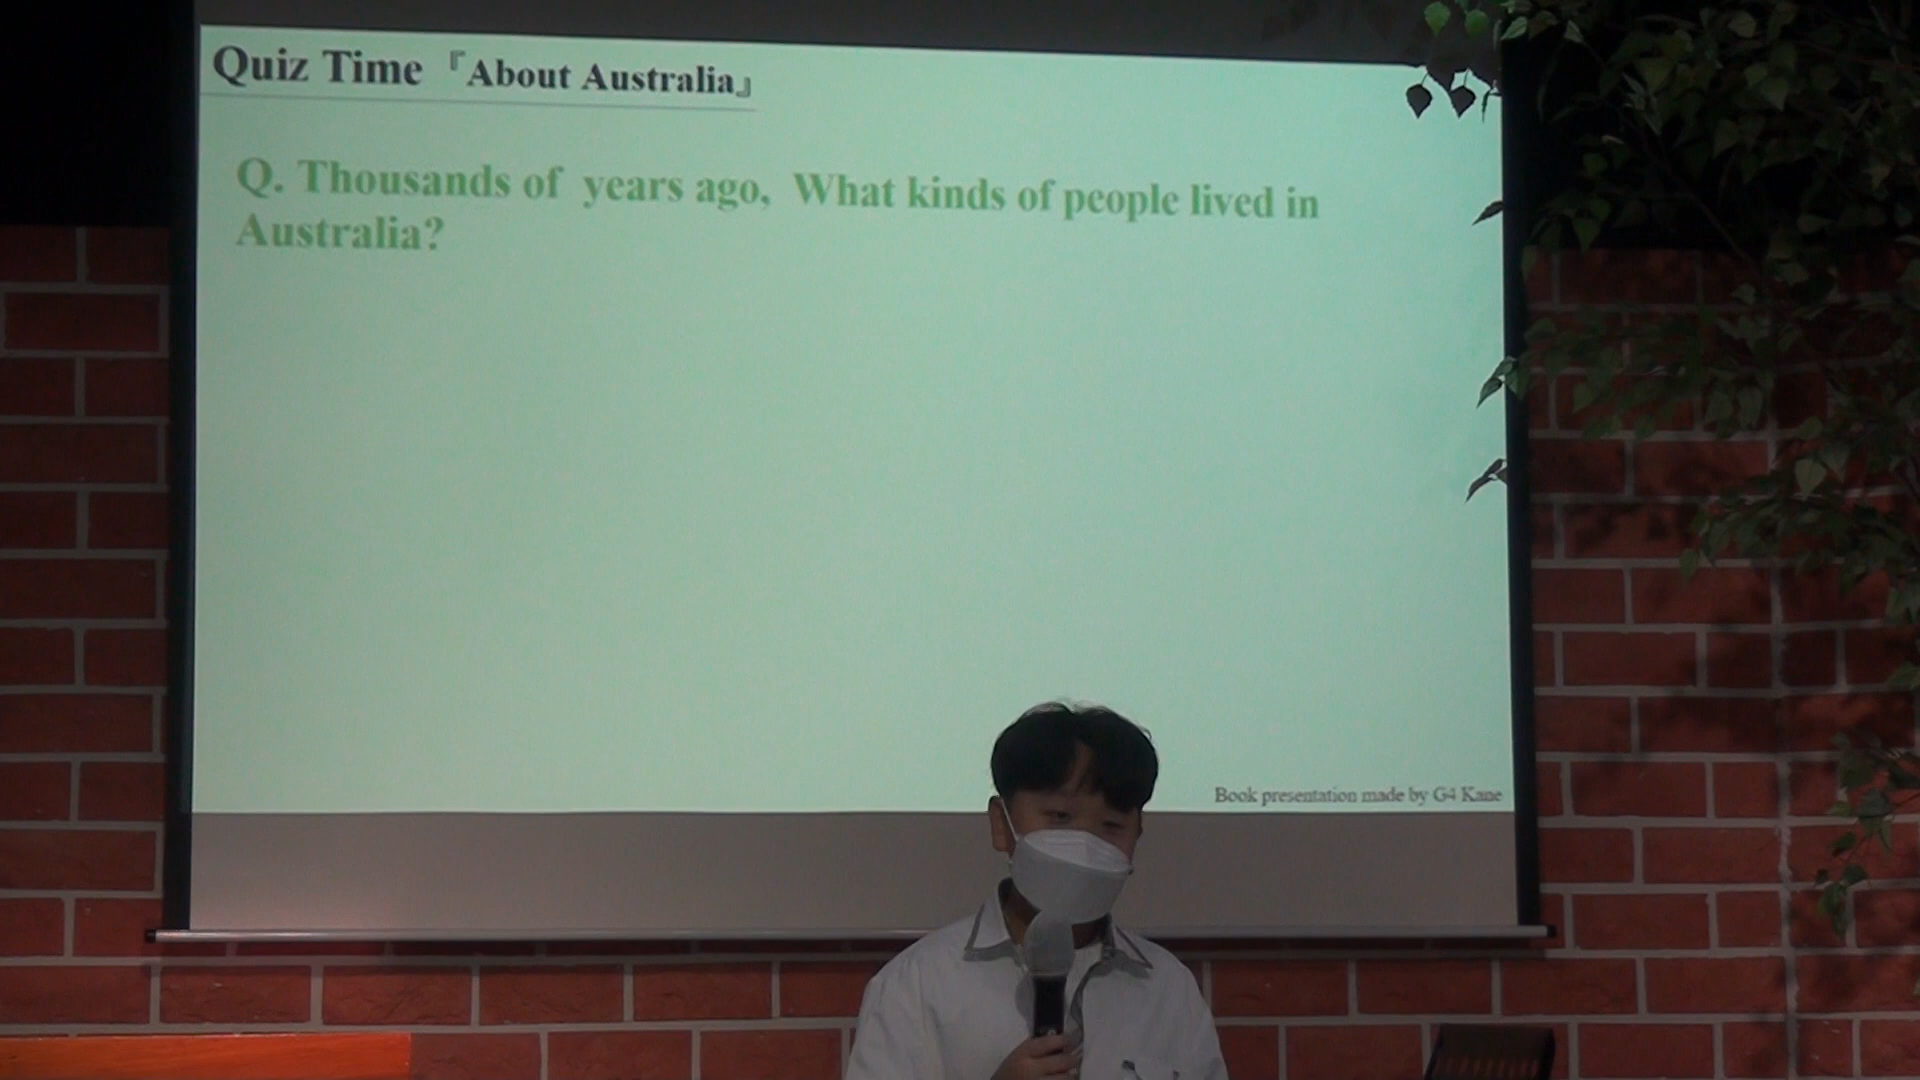 Quiz Time 『About Australia』
Q. Thousands of years ago, What kinds of people lived in
Australia?
Book presentation made by G4 Kane